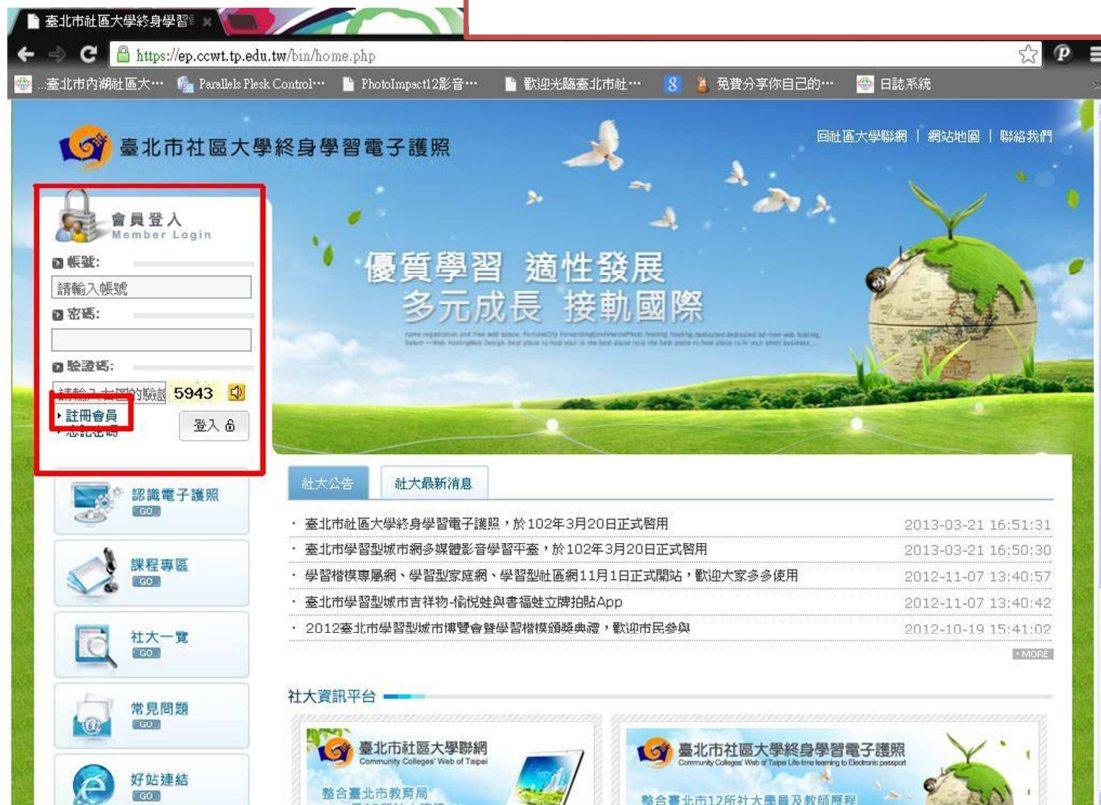 臺北市社區大學終身學習
https://ep.ccwt.tp.edu.tw/bin/home.php
...臺北市內湖社區大… Parallels Plesk Control… PhotoImpact12影音… 歡迎光臨臺北市社… 免費分享你自己的… 日誌系統
臺北市社區大學終身學習電子護照
回社區大學聯網 | 網站地圖 | 聯絡我們
會員登入
Member Login
帳號:
請輸入帳號
密碼:
驗證碼:
5943
註冊會員
忘記密碼
登入
優質學習 適性發展
多元成長 接軌國際
認識電子護照
GO
課程專區
GO
社大一覽
GO
常見問題
GO
好站連結
GO
社大公告 社大最新消息
· 臺北市社區大學終身學習電子護照,於102年3月20日正式啓用 2013-03-21 16:51:31
· 臺北市學習型城市網多媒體影音學習平臺,於102年3月20日正式啓用 2013-03-21 16:50:30
· 學習楷模專屬網、學習型家庭網、學習型社區網11月1日正式開站,歡迎大家多多使用 2012-11-07 13:40:57
· 臺北市學習型城市吉祥物-愉悅蛙與書福蛙立牌拍貼App 2012-11-07 13:40:42
· 2012臺北市學習型城市博覽會暨學習楷模頒獎典禮,歡迎市民參與 2012-10-19 15:41:02
MORE
社大資訊平台
臺北市社區大學聯網
Community Colleges' Web of Taipei
整合臺北市教育局
臺北市社區大學終身學習電子護照
Community Colleges' Web of Taipei Life-time learning to Electronic passport
整合臺北市12所社大學員及教師歷程